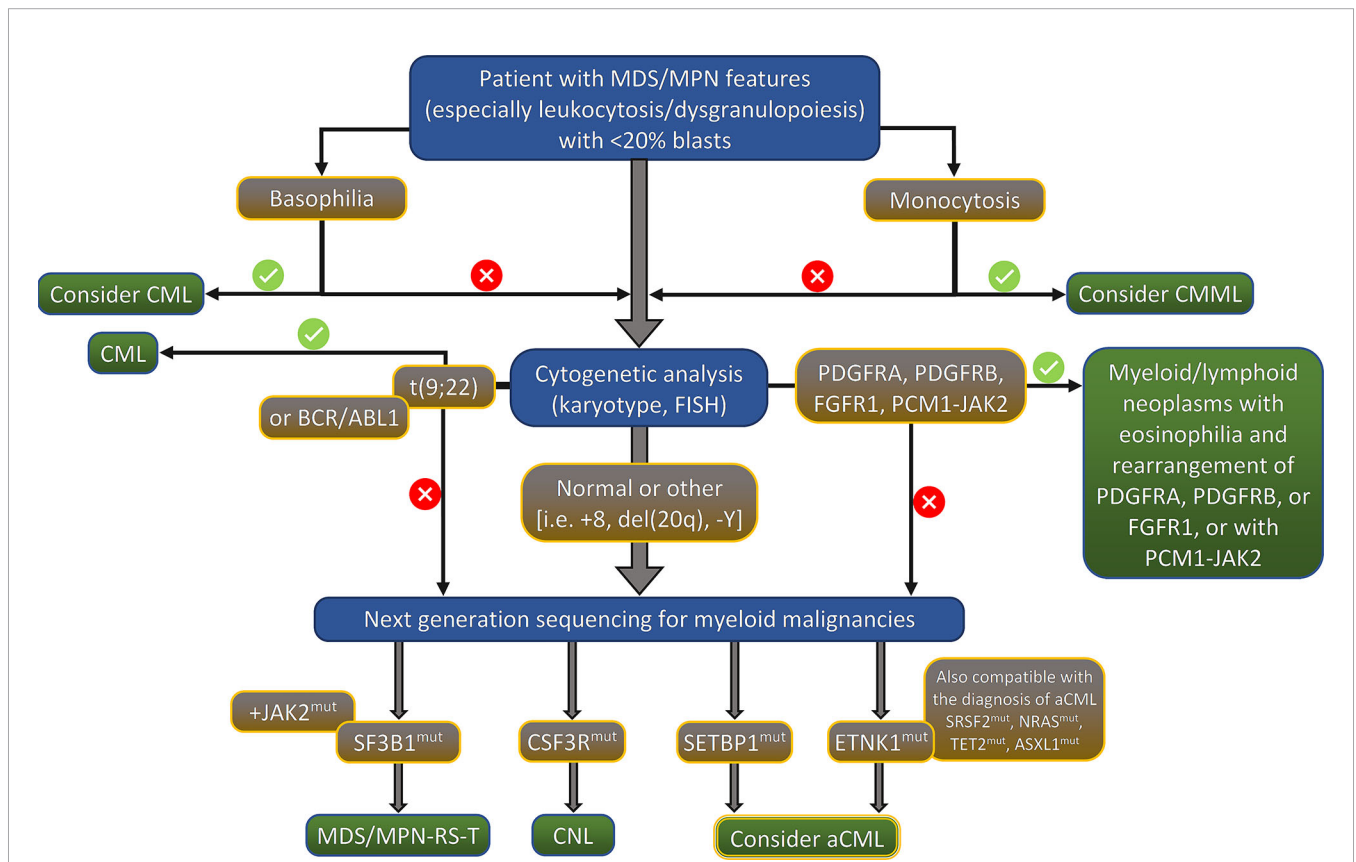 Patient with MDS/MPN features
(especially leukocytosis/dysgranulopoiesis)
with <20% blasts
Basophilia
Monocytosis
Consider CML
Consider CMML
CML
t(9;22)
or BCR/ABL1
Cytogenetic analysis
(karyotype, FISH)
PDGFRA, PDGFRB,
FGFR1, PCM1-JAK2
Myeloid/lymphoid
neoplasms with
eosinophilia and
rearrangement of
PDGFRA, PDGFRB, or
FGFR1, or with
PCM1-JAK2
Normal or other
[i.e. +8, del(20q), -Y]
Next generation sequencing for myeloid malignancies
+JAK2mut
SF3B1mut
CSF3Rmut
SETBP1mut
ETNK1mut
Also compatible with
the diagnosis of aCML
SRSF2mut, NRASmut,
TET2mut, ASXL1mut
MDS/MPN-RS-T
CNL
Consider aCML